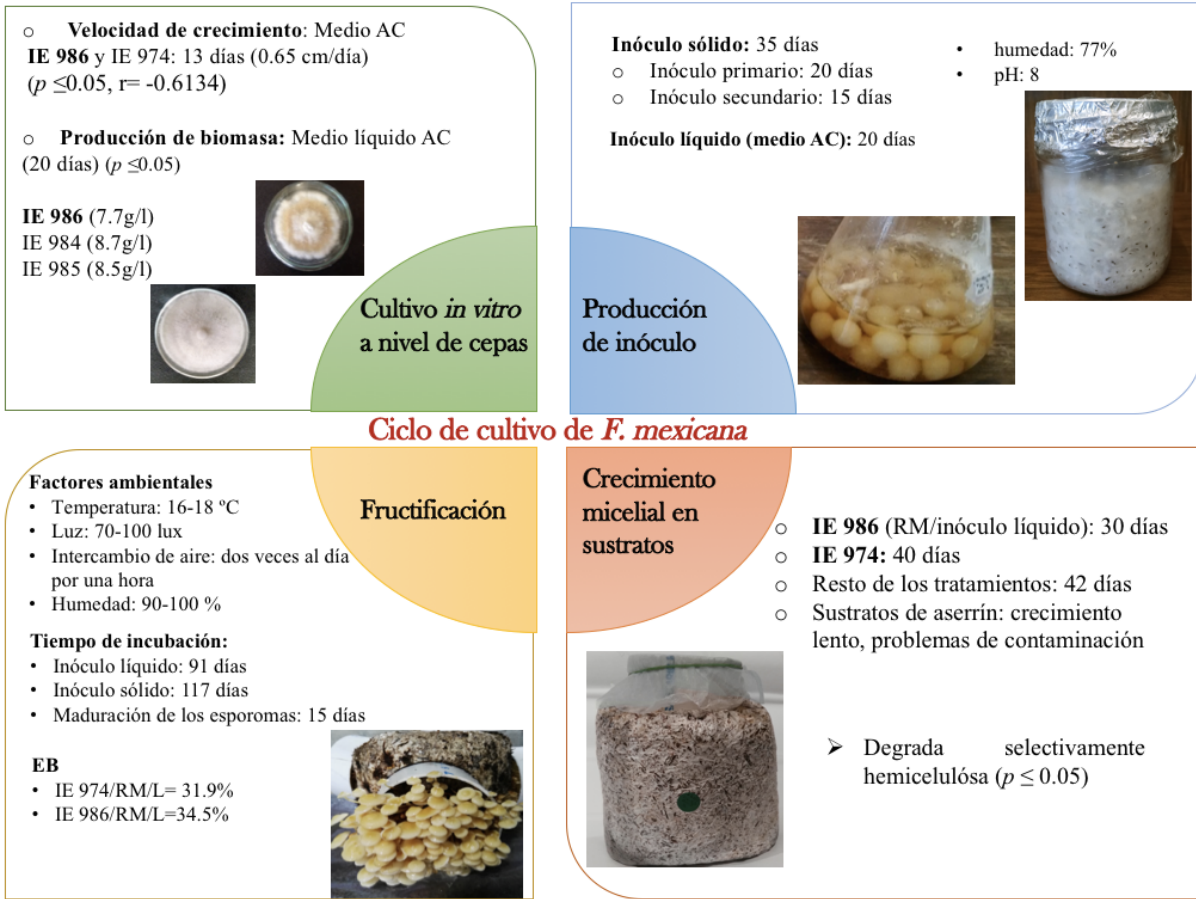 o Velocidad de crecimiento: Medio AC
IE 986 y IE 974: 13 días (0.65 cm/día)
(p ≤0.05, r= -0.6134)
o Producción de biomasa: Medio líquido AC
(20 días) (p ≤0.05)
IE 986 (7.7g/l)
IE 984 (8.7g/l)
IE 985 (8.5g/l)
Cultivo in vitro
a nivel de cepas
Inóculo sólido: 35 días
o Inóculo primario: 20 días
o Inóculo secundario: 15 días
Inóculo líquido (medio AC): 20 días
• humedad: 77%
• pH: 8
Producción
de inóculo
Ciclo de cultivo de F. mexicana
Factores ambientales
• Temperatura: 16-18 ºC
• Luz: 70-100 lux
• Intercambio de aire: dos veces al día
por una hora
• Humedad: 90-100 %
Tiempo de incubación:
• Inóculo líquido: 91 días
• Inóculo sólido: 117 días
• Maduración de los esporomas: 15 días
EB
• IE 974/RM/L= 31.9%
• IE 986/RM/L=34.5%
Fructificación
Crecimiento
micelial en
sustratos
o IE 986 (RM/inóculo líquido): 30 días
o IE 974: 40 días
o Resto de los tratamientos: 42 días
o Sustratos de aserrín: crecimiento
lento, problemas de contaminación
➢ Degrada selectivamente
hemicelulósa (p ≤ 0.05)